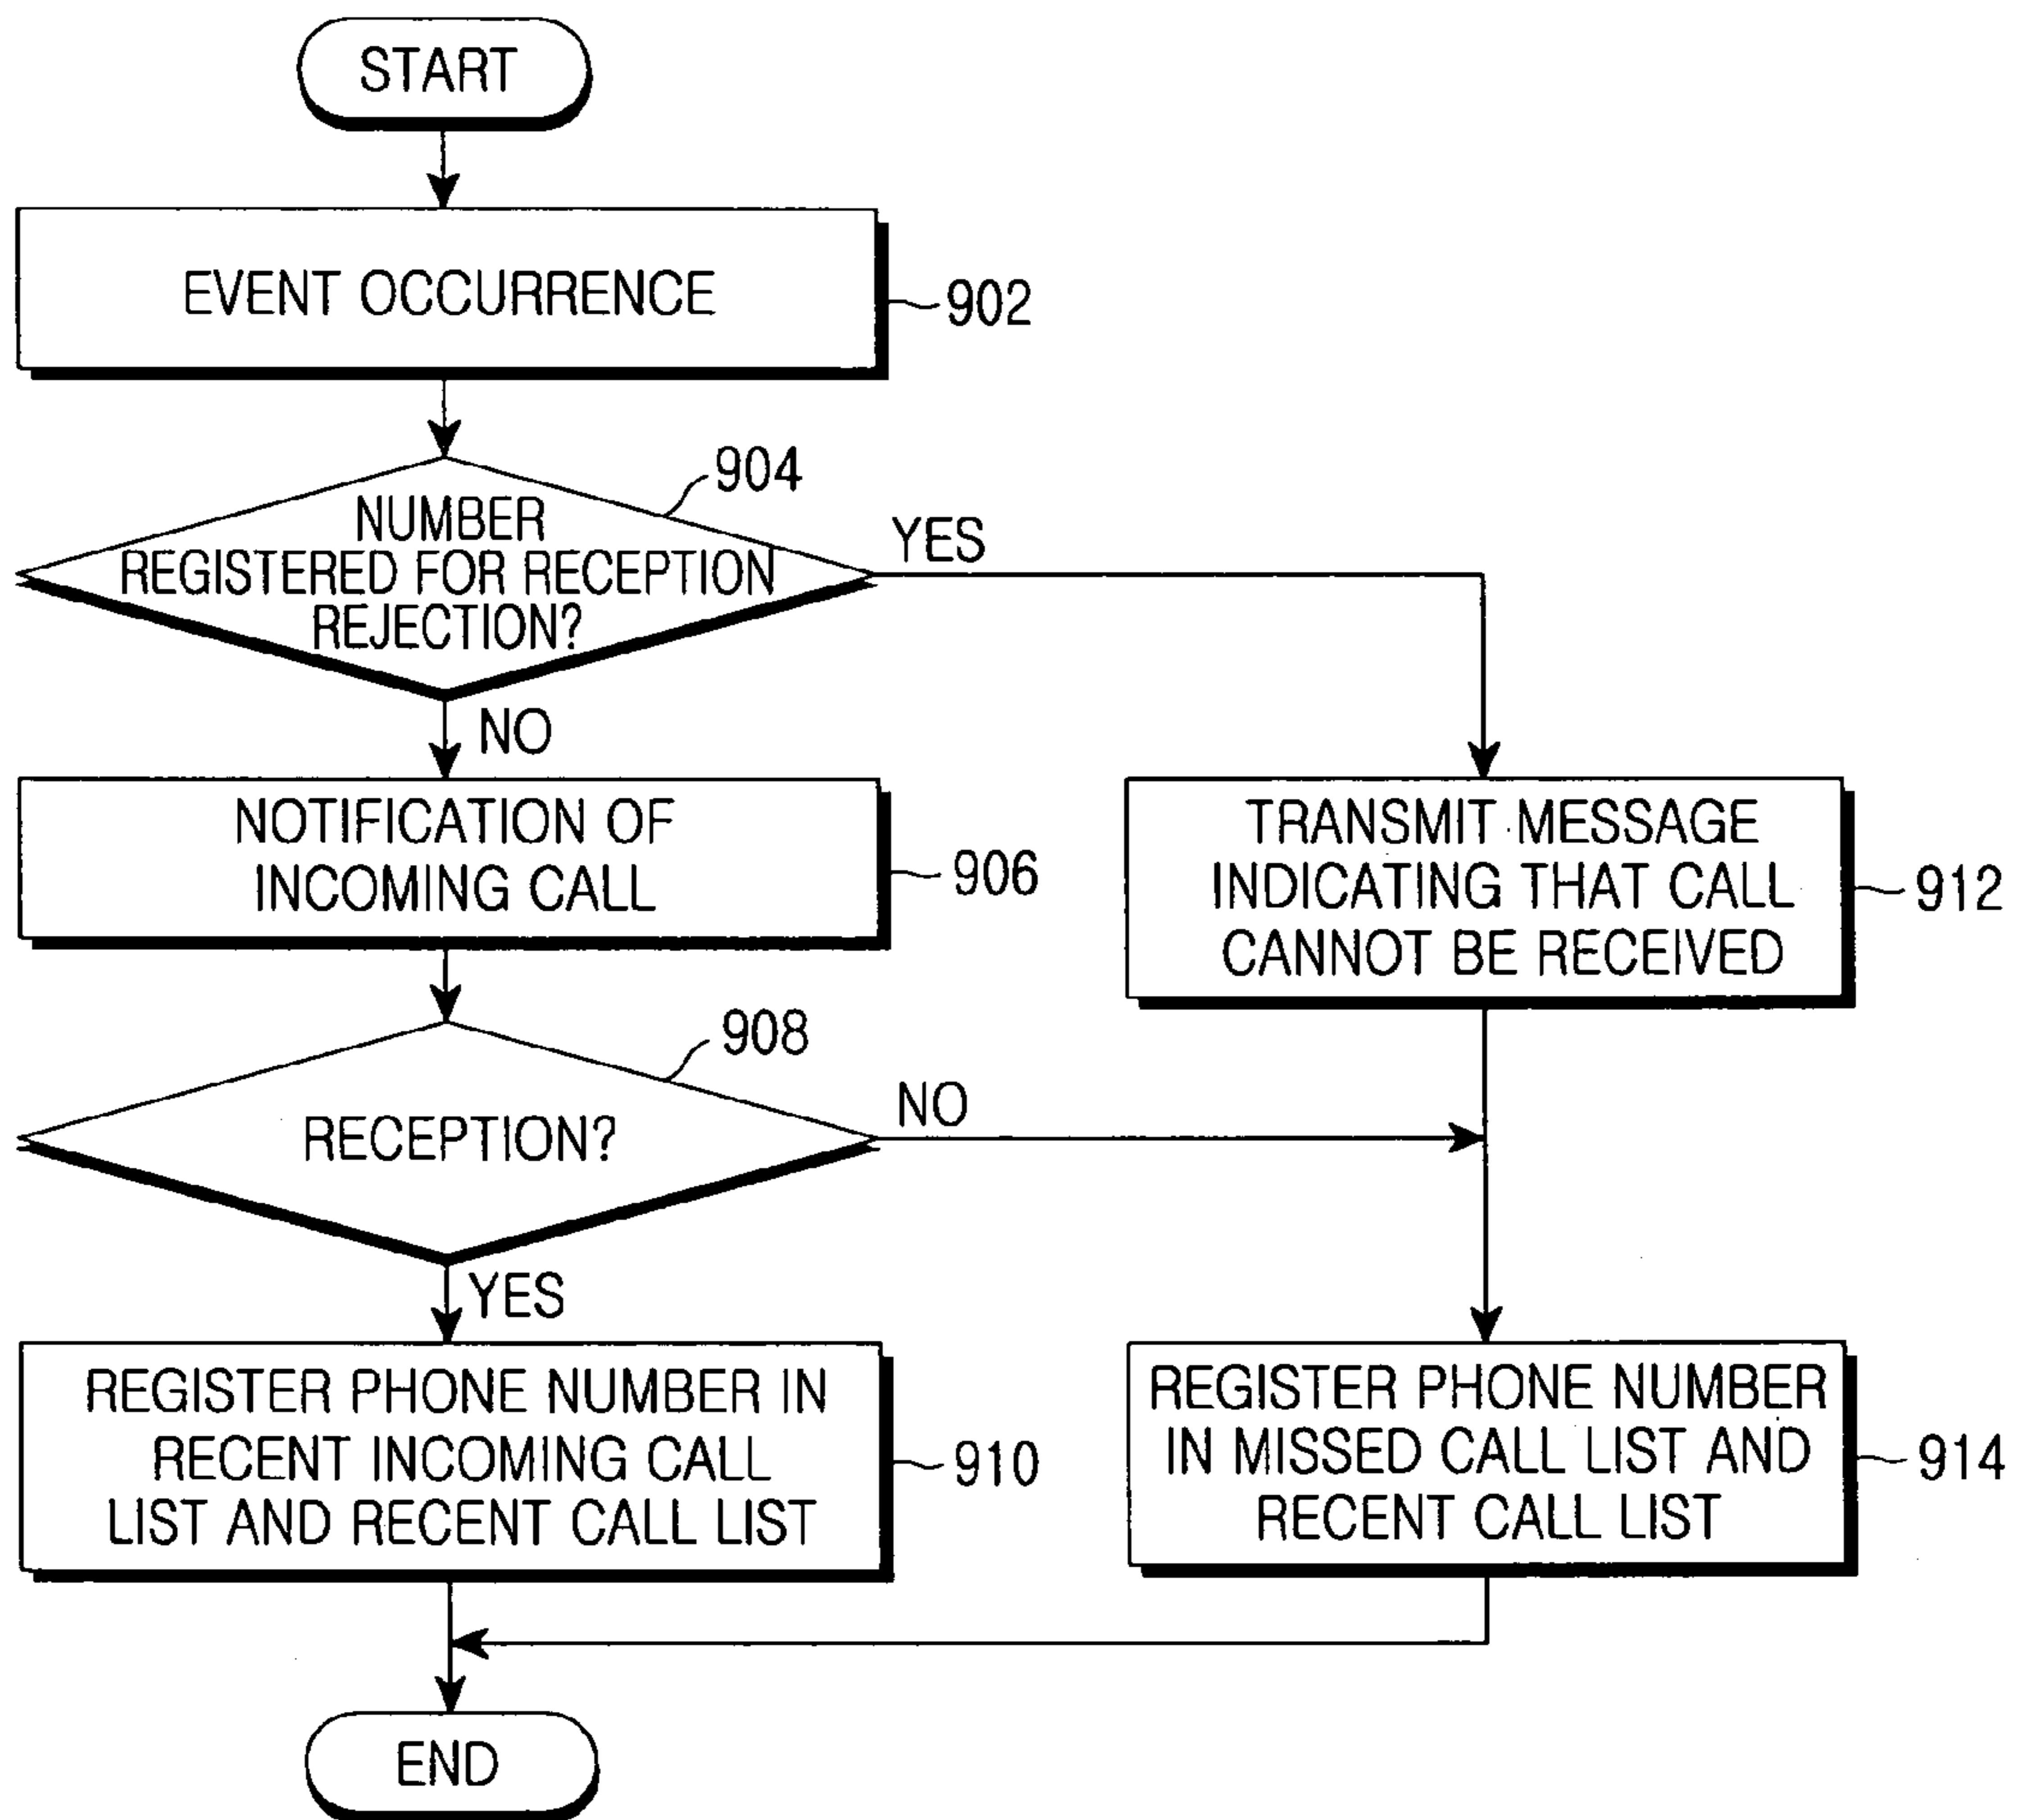 START
EVENT OCCURRENCE
902
904
NUMBER
REGISTERED FOR RECEPTION
REJECTION?
YES
NO
NOTIFICATION OF
INCOMING CALL
906
TRANSMIT MESSAGE
INDICATING THAT CALL
CANNOT BE RECEIVED
912
908
RECEPTION?
NO
YES
REGISTER PHONE NUMBER IN
RECENT INCOMING CALL
LIST AND RECENT CALL LIST
910
REGISTER PHONE NUMBER
IN MISSED CALL LIST AND
RECENT CALL LIST
914
END